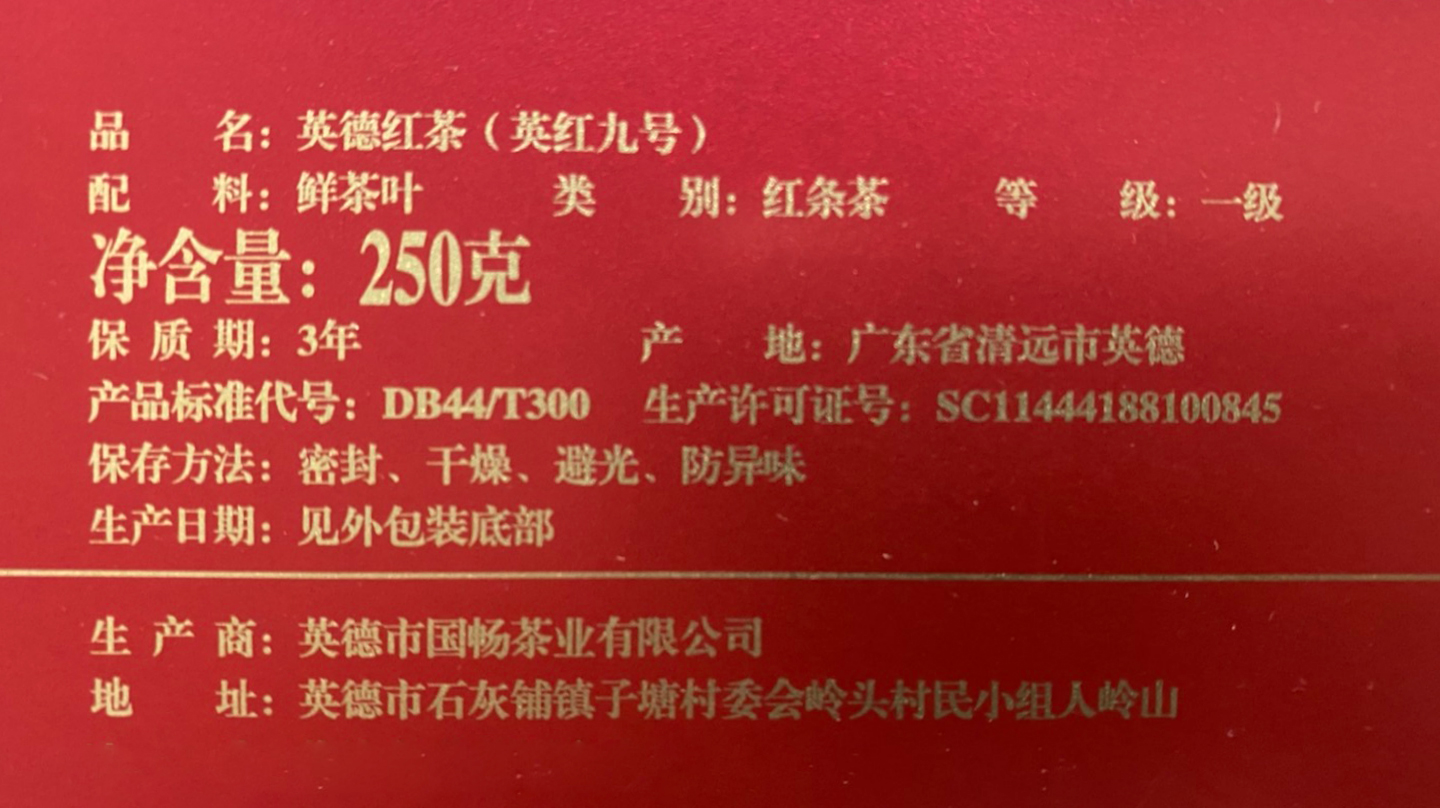 品 名：英德红茶（英红九号）
配 料：鲜茶叶 类 别：红条茶 等 级：一级
净含量：250克
保 质 期：3年 产 地：广东省清远市英德
产品标准代号：DB44/T300 生产许可证号：SC11444188100845
保存方法：密封、干燥、避光、防异味
生产日期：见外包装底部
生 产 商：英德市国畅茶业有限公司
地 址：英德市石灰铺镇子塘村委会岭头村民小组人岭山